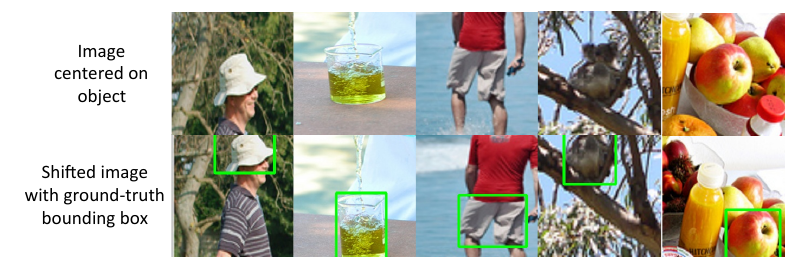 Image
centered on
object
Shifted image
with ground-truth
bounding box